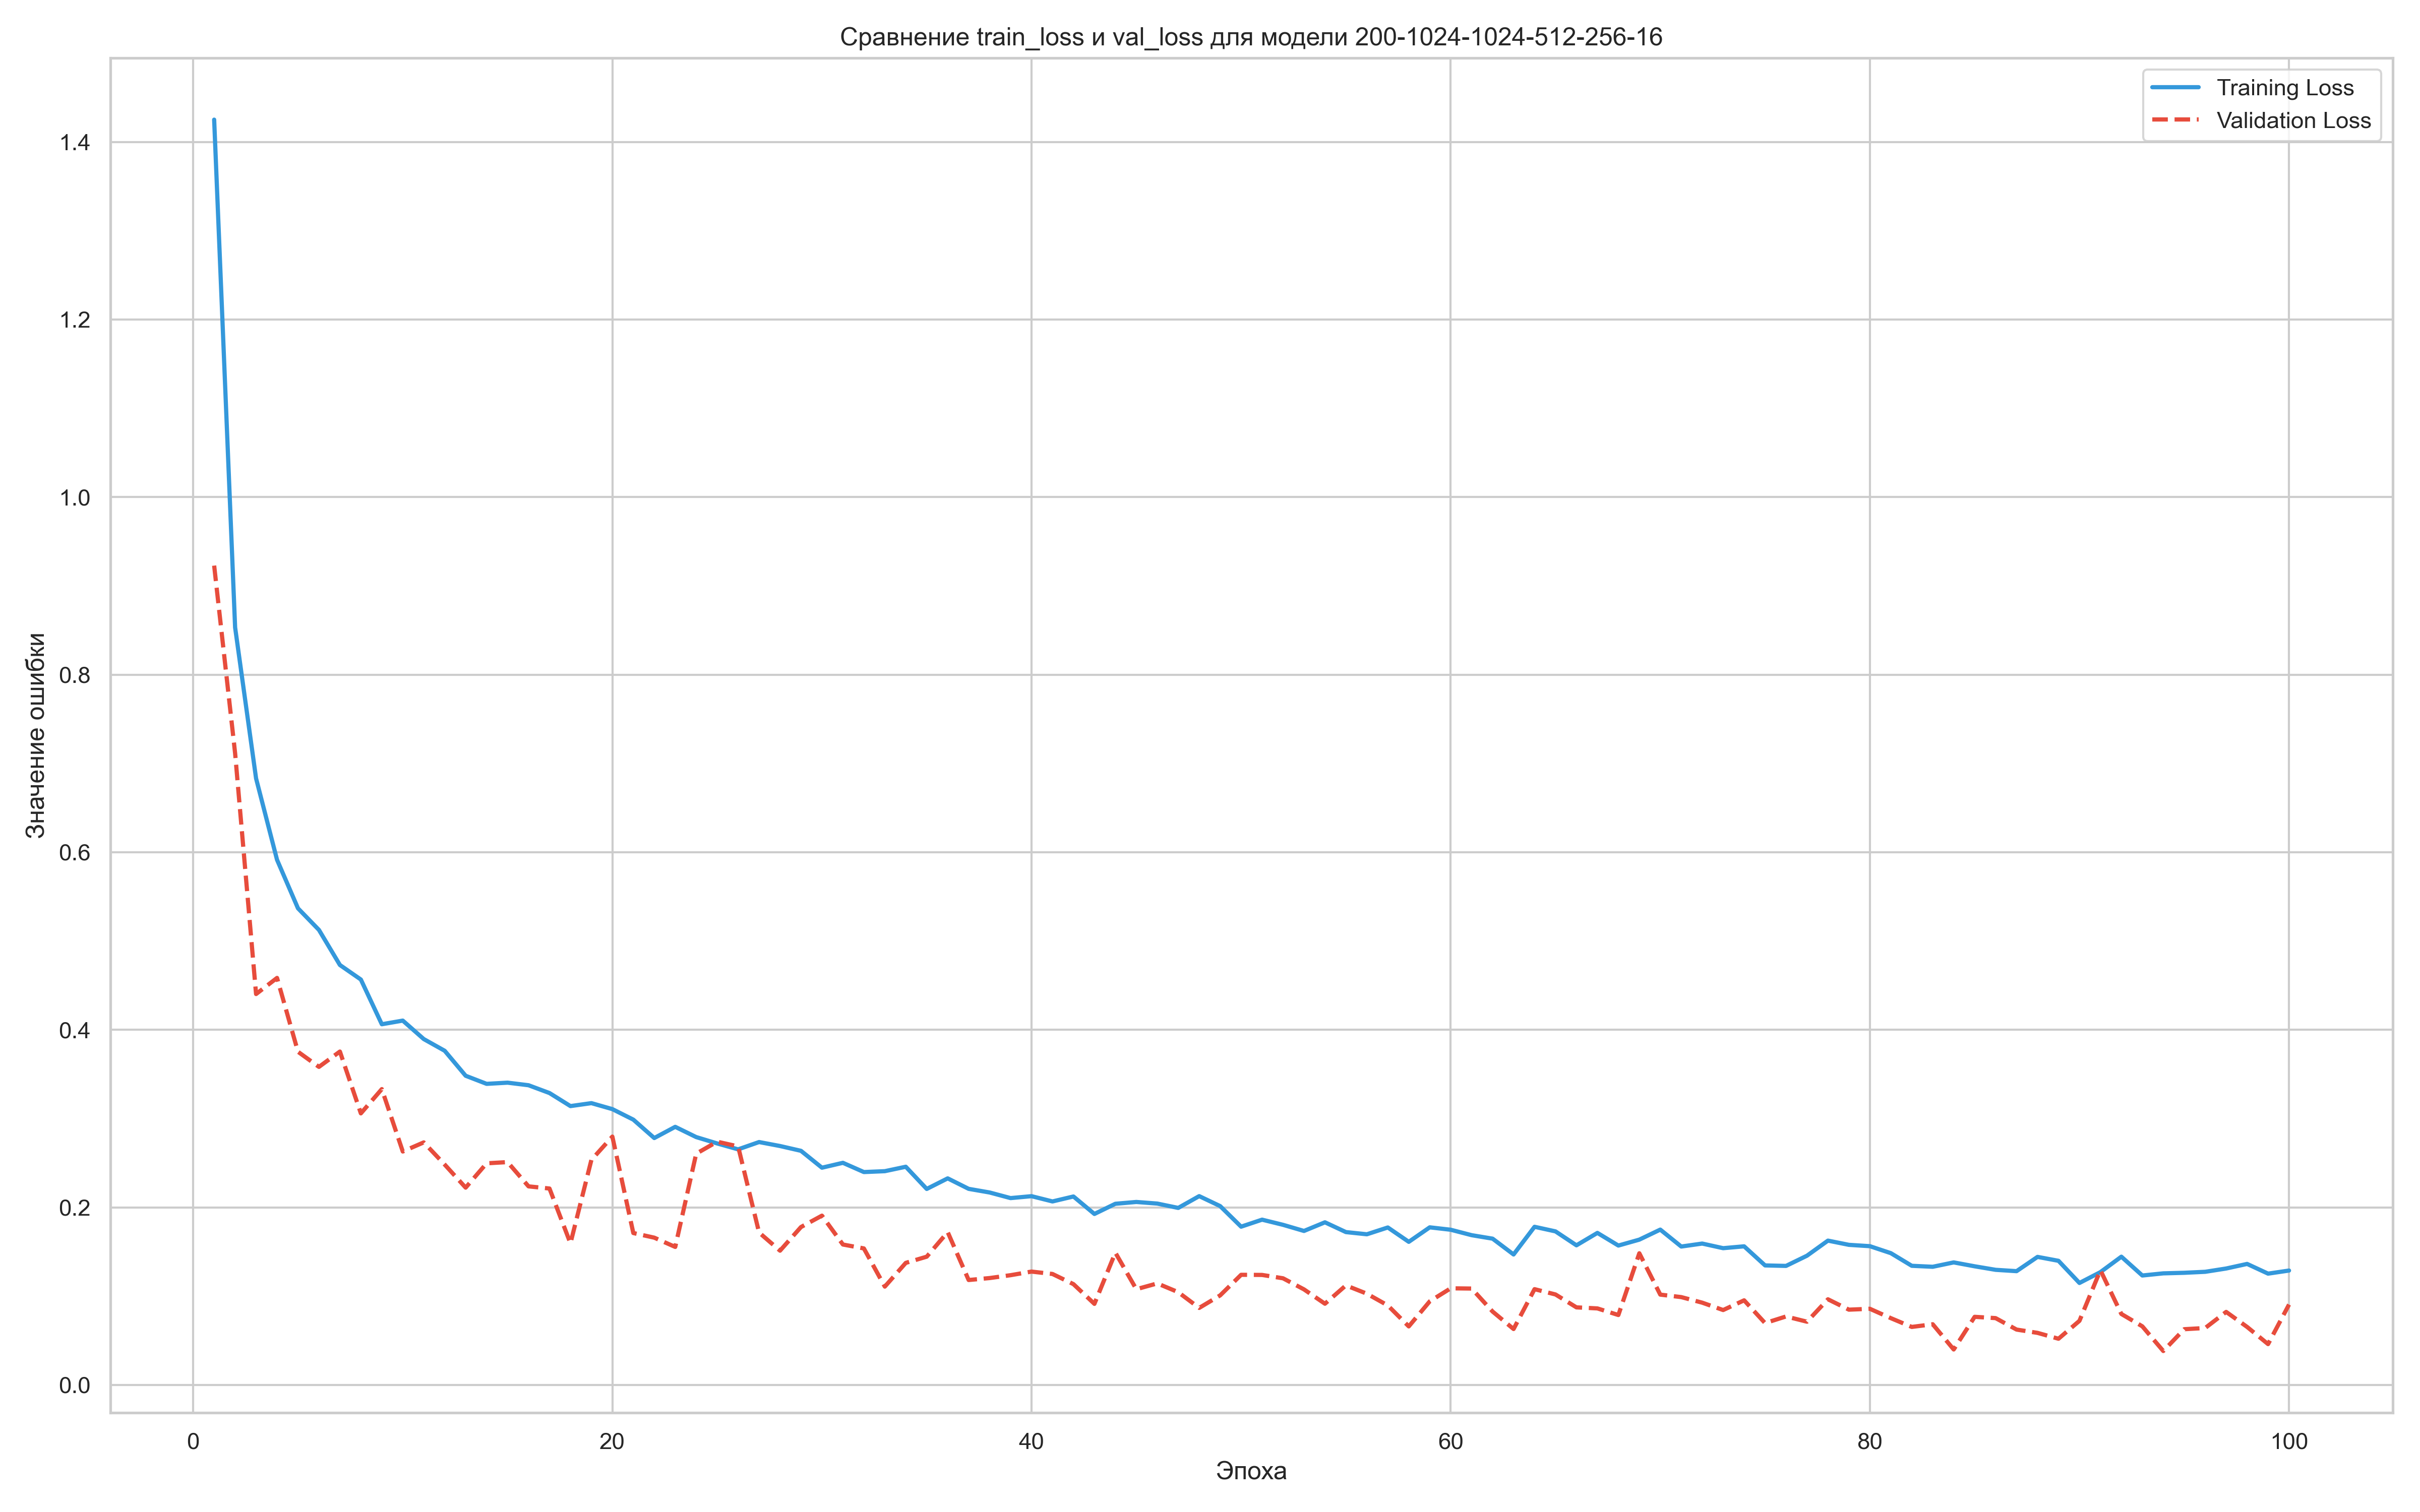 Сравнение train_loss и val_loss для модели 200-1024-1024-512-256-16
Training Loss
Validation Loss
Значение ошибки
1.4
1.2
1.0
0.8
0.6
0.4
0.2
0.0
0 20 40 60 80 100
Эпоха